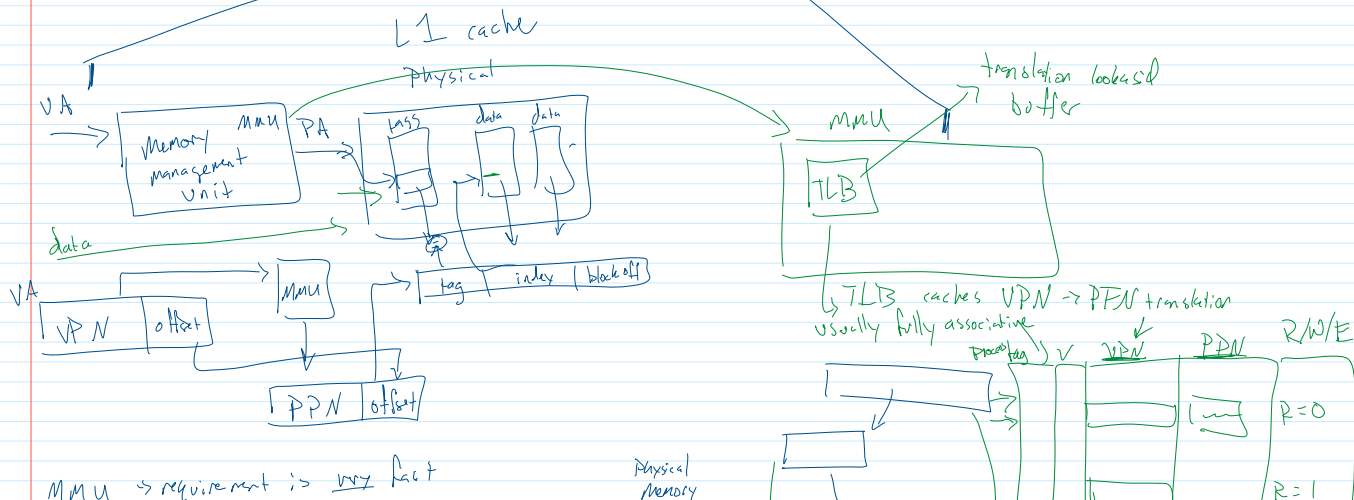 L1 cache
Physical
VA
MMU
Memory
management
unit
PA
tags
data
data
data
tag
index
block off
VA
VPN
offset
MMU
PPN
offset
MMU → requirement is very fast
translation lookasid
buffer
MMU
TLB
TLB caches VPN → PFN translation
usually fully associative
process tag
V
VPN
PPN
R/W/E
R=0
R=1
Physical
Memory